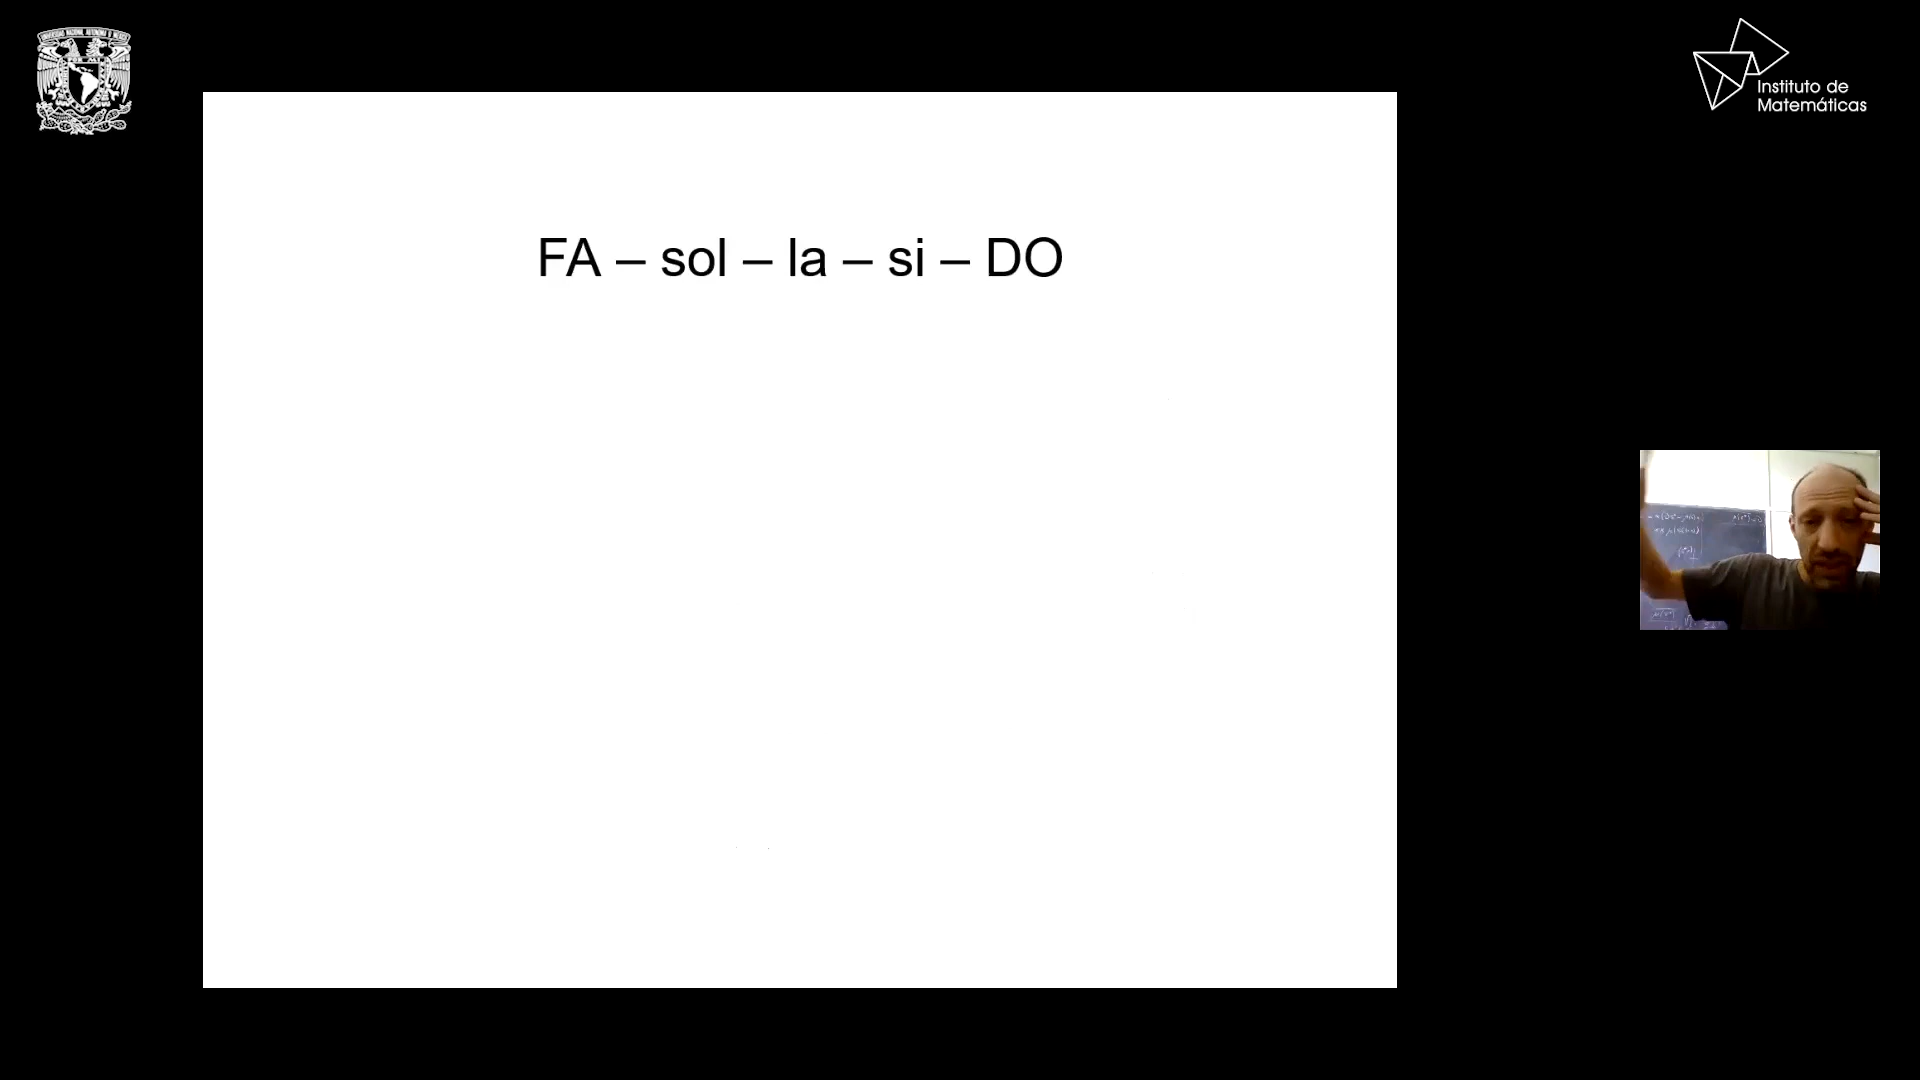 Instituto de
Matemáticas
FA – sol – la – si – DO